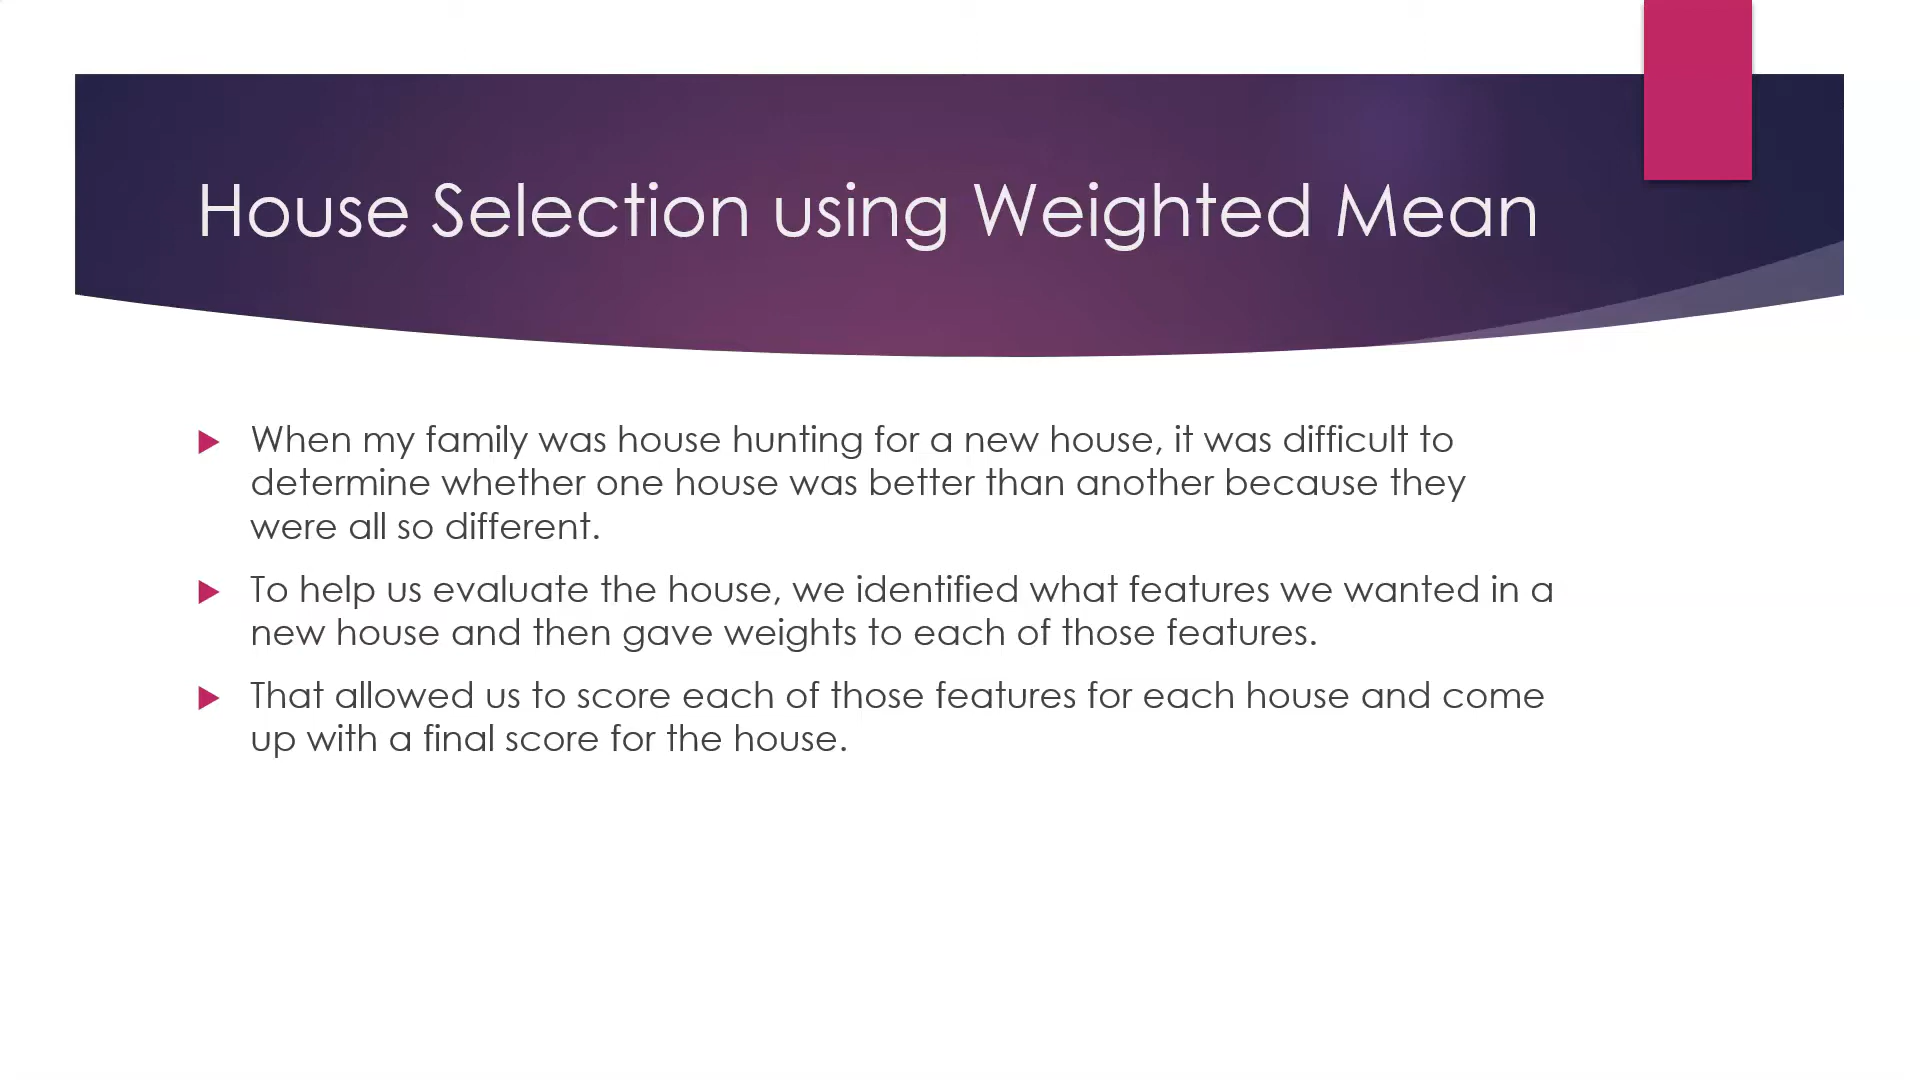 House Selection using Weighted Mean
When my family was house hunting for a new house, it was difficult to
determine whether one house was better than another because they
were all so different.
To help us evaluate the house, we identified what features we wanted in a
new house and then gave weights to each of those features.
That allowed us to score each of those features for each house and come
up with a final score for the house.